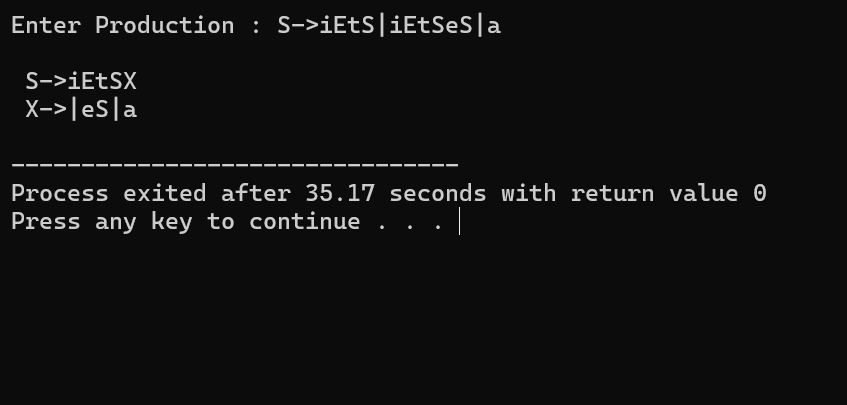 Enter Production : S->iEtS|iEtSeS|a
S->iEtSX
X->|eS|a
--------------------------------
Process exited after 35.17 seconds with return value 0
Press any key to continue . . .